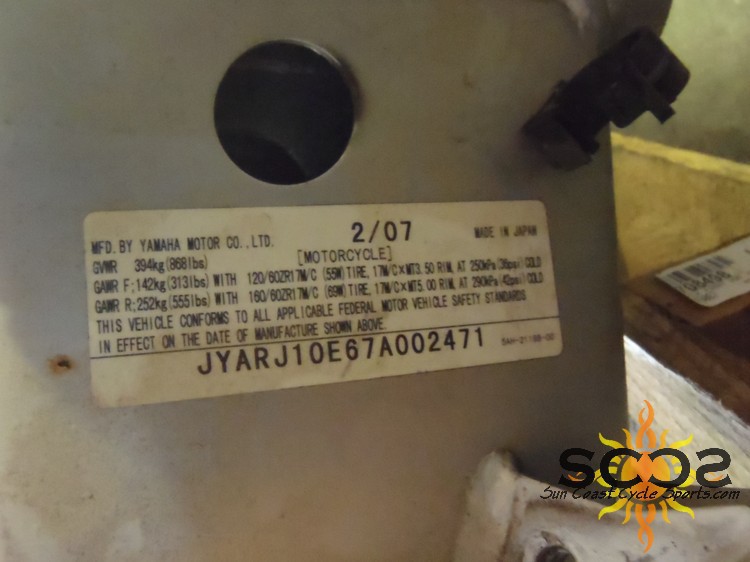 MFD. BY YAMAHA MOTOR CO., LTD. 2/07 MADE IN JAPAN
[MOTORCYCLE]
GVWR 394kg(868lbs)
GAWR F;142kg(313lbs) WITH 120/60ZR17M/C (55W) TIRE, 17M/C×MT3.50 RIM, AT 250kPa(36psi) COLD
GAWR R;252kg(555lbs) WITH 160/60ZR17M/C (69W) TIRE, 17M/C×MT5.00 RIM, AT 290kPa(42psi) COLD
THIS VEHICLE CONFORMS TO ALL APPLICABLE FEDERAL MOTOR VEHICLE SAFETY STANDARDS
IN EFFECT ON THE DATE OF MANUFACTURE SHOWN ABOVE.
JYARJ10E67A002471
SCCS
Sun Coast Cycle Sports.com